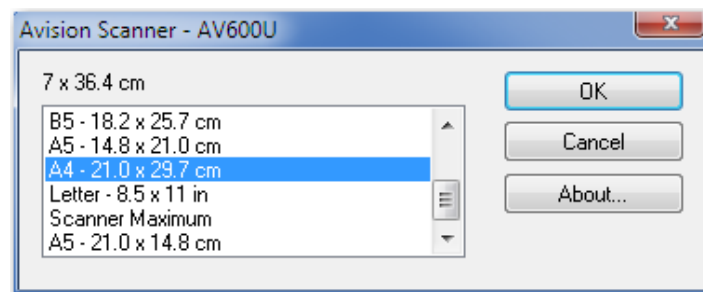 Avision Scanner - AV600U
7 x 36.4 cm
OK
B5 - 18.2 x 25.7 cm
A5 - 14.8 x 21.0 cm
Cancel
A4 - 21.0 x 29.7 cm
Letter - 8.5 x 11 in
About...
Scanner Maximum
A5 - 21.0 x 14.8 cm